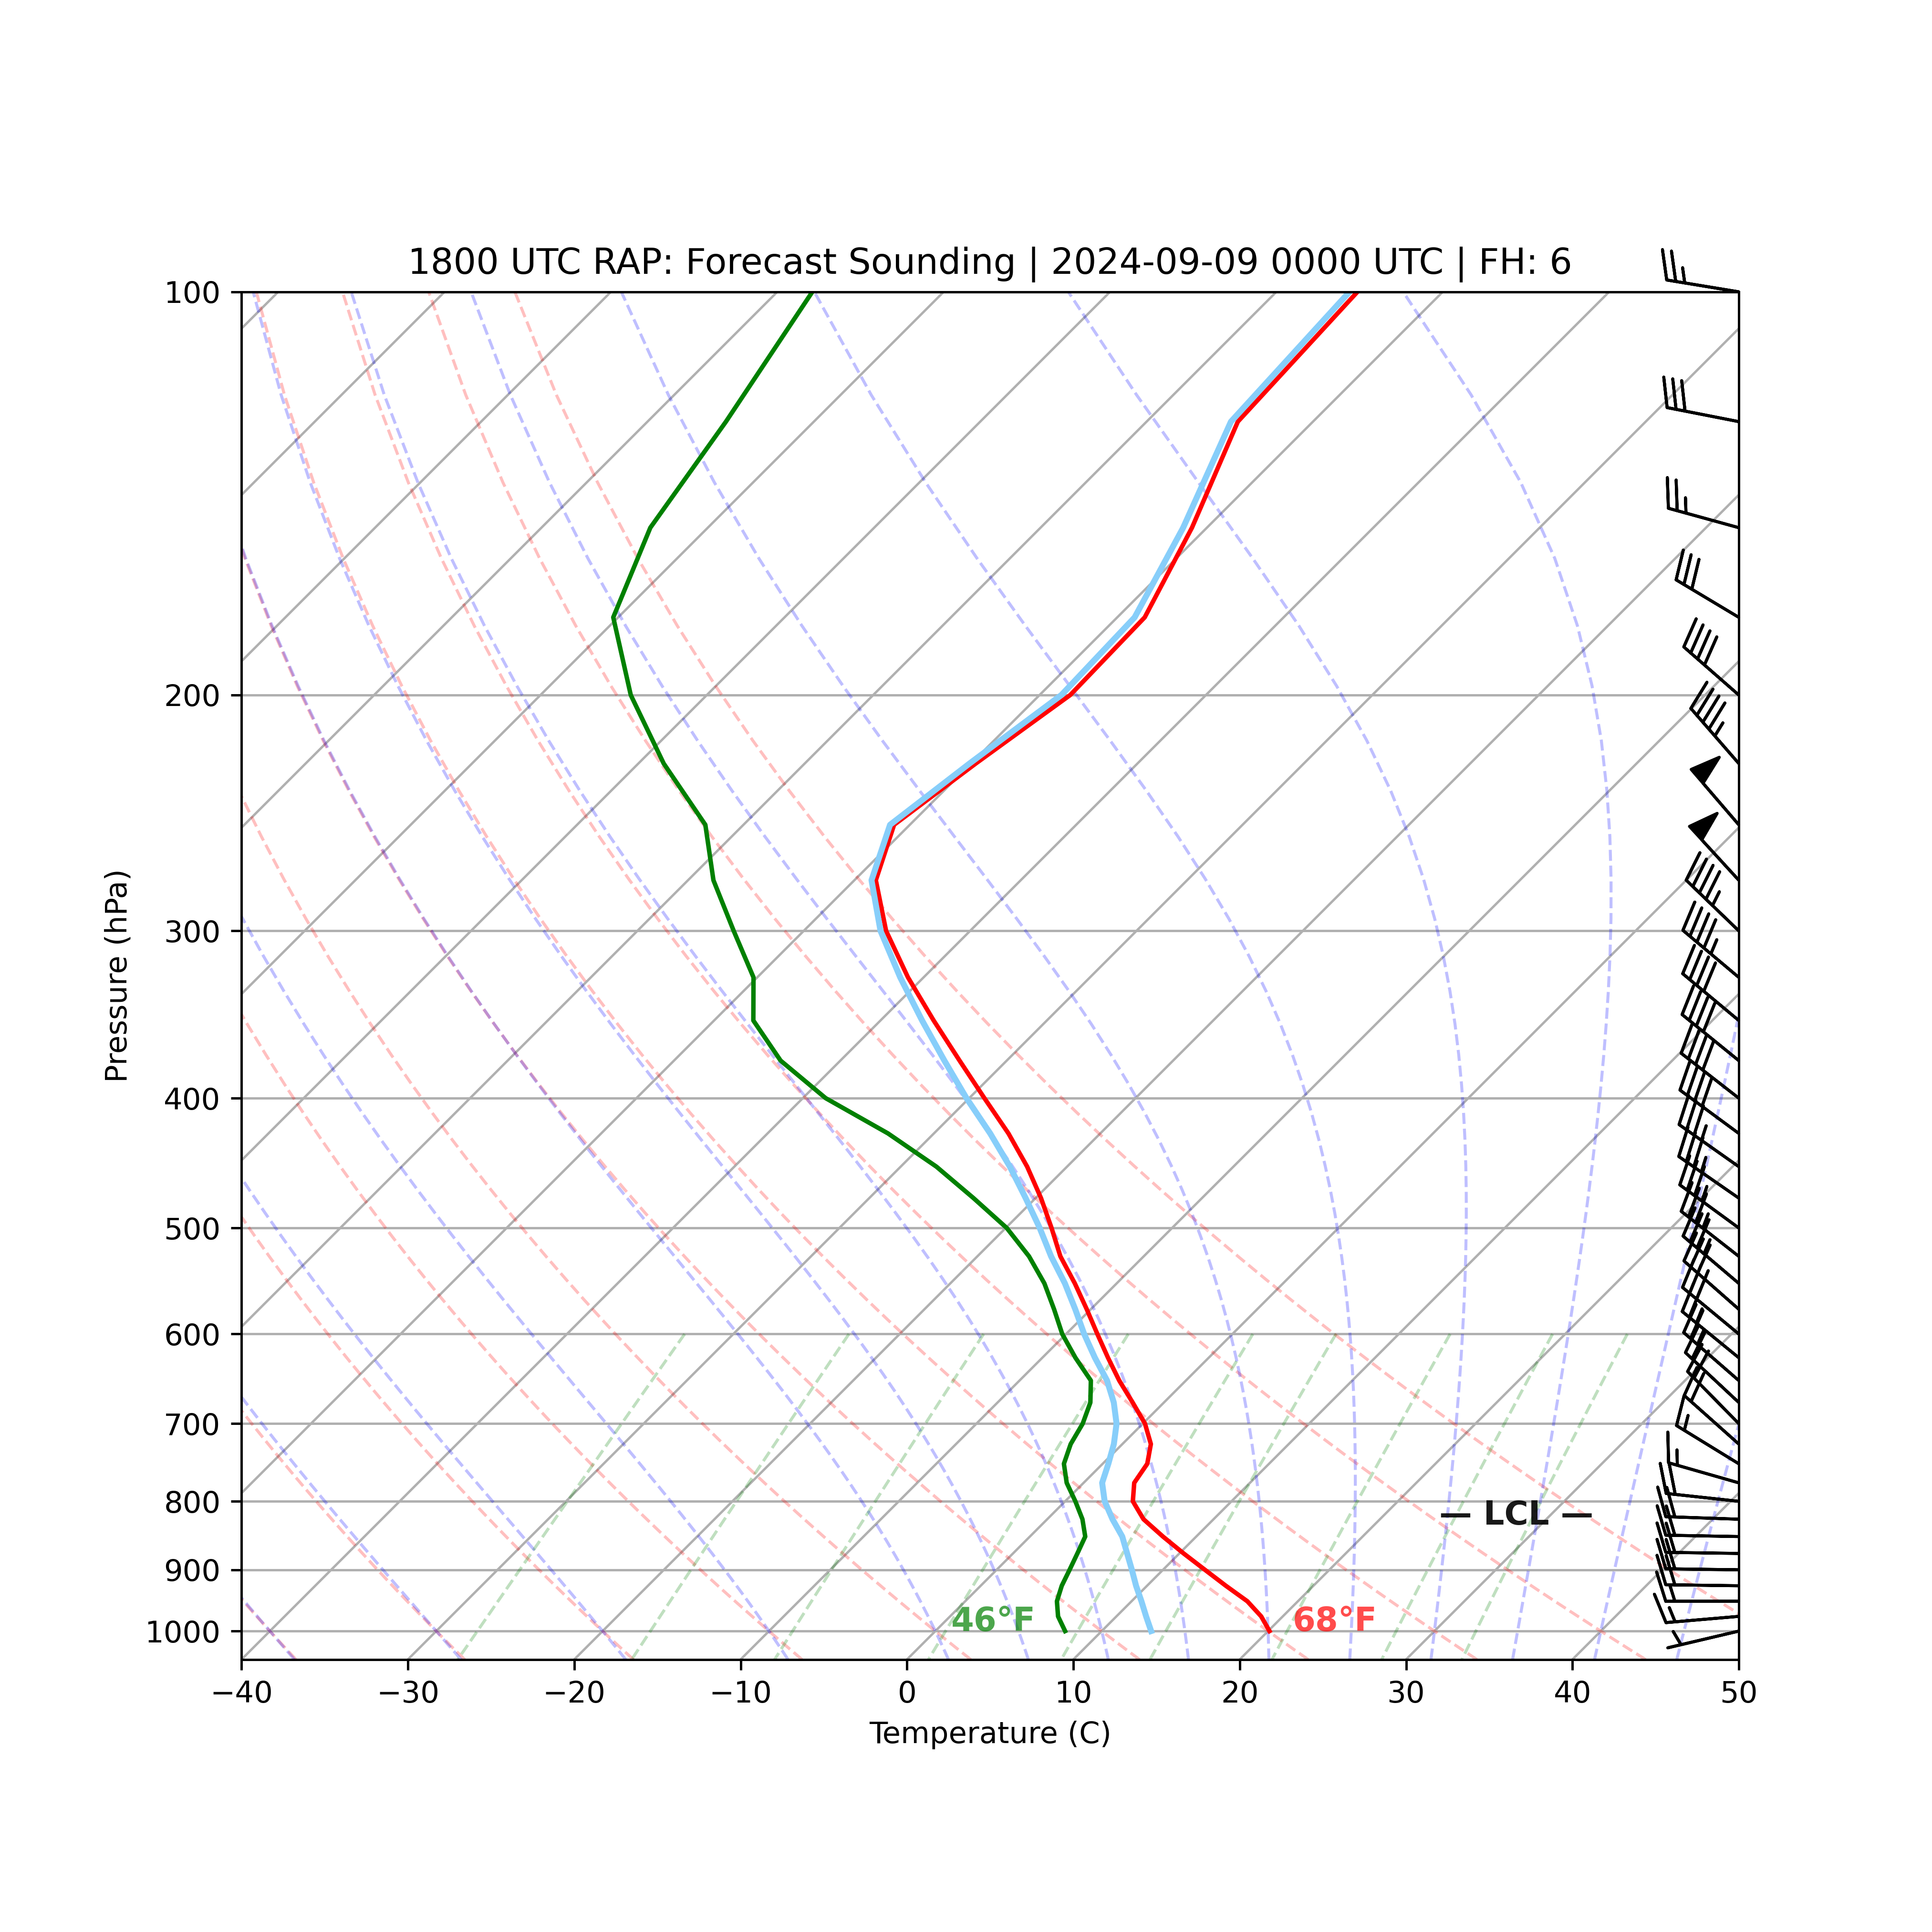 1800 UTC RAP: Forecast Sounding | 2024-09-09 0000 UTC | FH: 6
100
200
300
400
500
600
700
800
900
1000
Pressure (hPa)
— LCL —
46°F
68°F
−40 −30 −20 −10 0 10 20 30 40 50
Temperature (C)